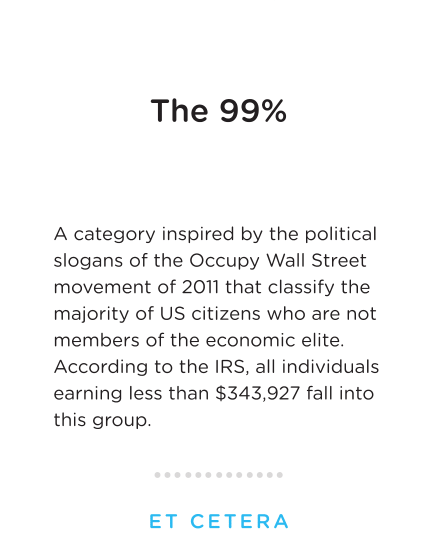 The 99%
A category inspired by the political
slogans of the Occupy Wall Street
movement of 2011 that classify the
majority of US citizens who are not
members of the economic elite.
According to the IRS, all individuals
earning less than $343,927 fall into
this group.
ET CETERA